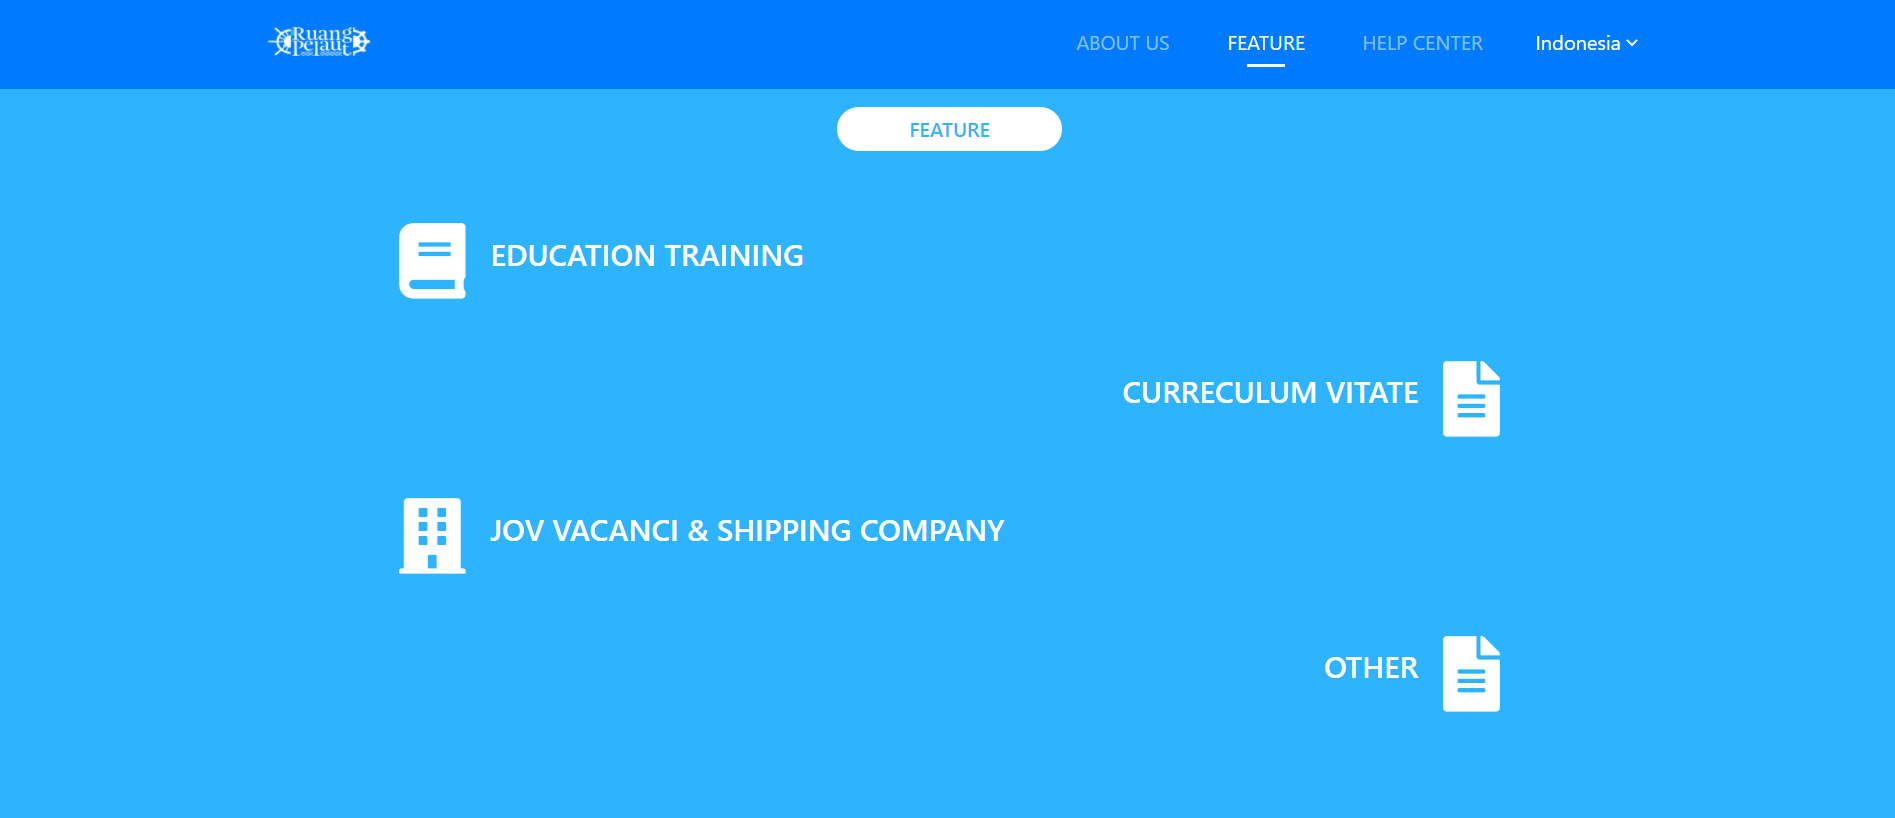 Ruang
Pelaut
ABOUT US
FEATURE
HELP CENTER
Indonesia
FEATURE
EDUCATION TRAINING
CURRECULUM VITATE
JOV VACANCI & SHIPPING COMPANY
OTHER